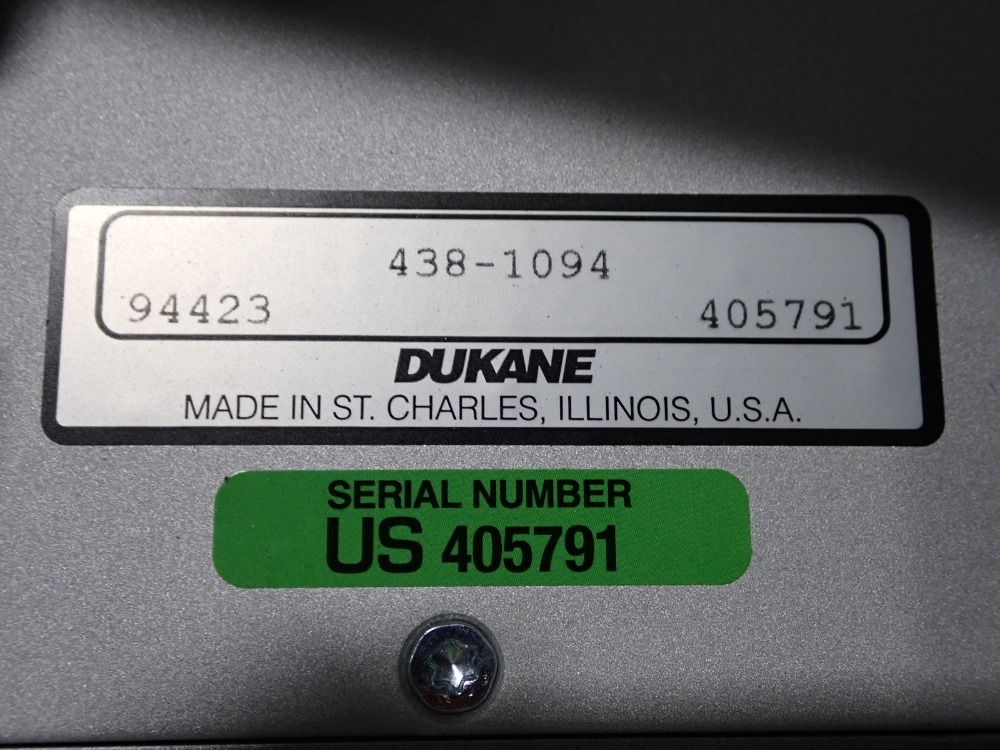 438-1094
94423 405791
DUKANE
MADE IN ST. CHARLES, ILLINOIS, U.S.A.
SERIAL NUMBER
US 405791